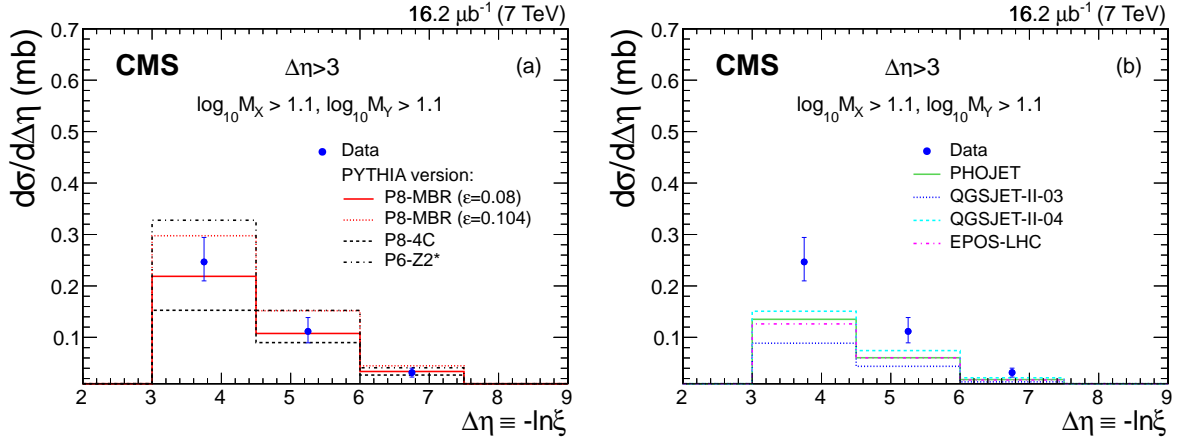 16.2 μb⁻¹ (7 TeV)
dσ/dΔη (mb)
0.7
0.6
0.5
0.4
0.3
0.2
0.1
CMS
Δη>3
(a)
log₁₀M_X > 1.1, log₁₀M_Y > 1.1
Data
PYTHIA version:
P8-MBR (ε=0.08)
P8-MBR (ε=0.104)
P8-4C
P6-Z2*
2 3 4 5 6 7 8 9
Δη ≡ -lnξ
16.2 μb⁻¹ (7 TeV)
dσ/dΔη (mb)
0.7
0.6
0.5
0.4
0.3
0.2
0.1
CMS
Δη>3
(b)
log₁₀M_X > 1.1, log₁₀M_Y > 1.1
Data
PHOJET
QGSJET-II-03
QGSJET-II-04
EPOS-LHC
2 3 4 5 6 7 8 9
Δη ≡ -lnξ